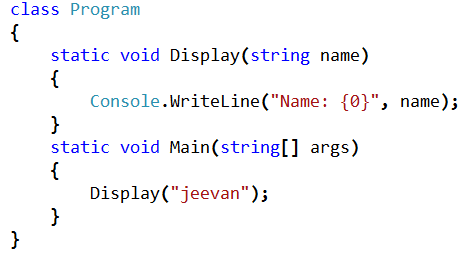 class Program
{
    static void Display(string name)
    {
        Console.WriteLine("Name: {0}", name);
    }
    static void Main(string[] args)
    {
        Display("jeevan");
    }
}